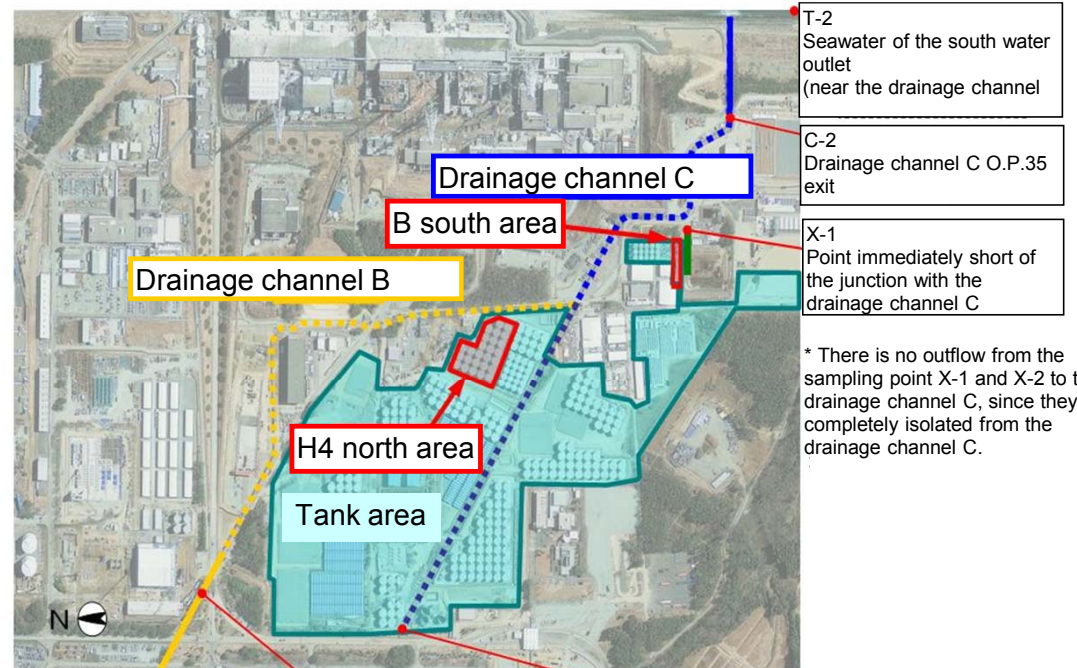 T-2
Seawater of the south water
outlet
(near the drainage channel
C-2
Drainage channel C O.P.35
exit
Drainage channel C
B south area
X-1
Point immediately short of
the junction with the
drainage channel C
Drainage channel B
* There is no outflow from the
sampling point X-1 and X-2 to t
drainage channel C, since they
completely isolated from the
drainage channel C.
H4 north area
Tank area
N